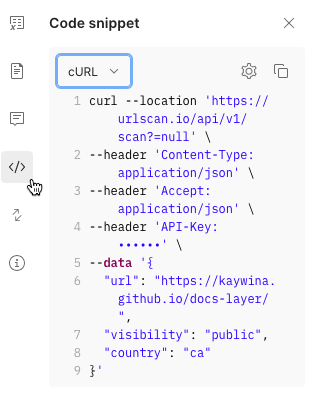 Code snippet
cURL
1 curl --location 'https://
urlscan.io/api/v1/
scan?=null' \
2 --header 'Content-Type:
application/json' \
3 --header 'Accept:
application/json' \
4 --header 'API-Key:
••••••' \
5 --data '{
6 "url": "https://kaywina.
github.io/docs-layer/
",
7 "visibility": "public",
8 "country": "ca"
9 }'